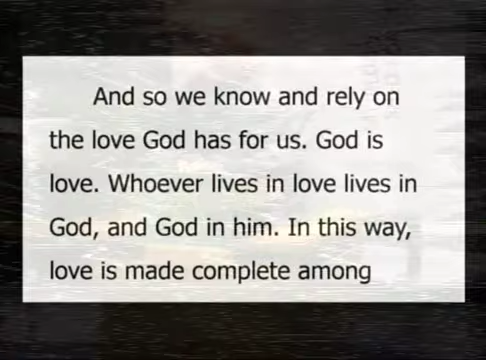 And so we know and rely on
the love God has for us. God is
love. Whoever lives in love lives in
God, and God in him. In this way,
love is made complete among